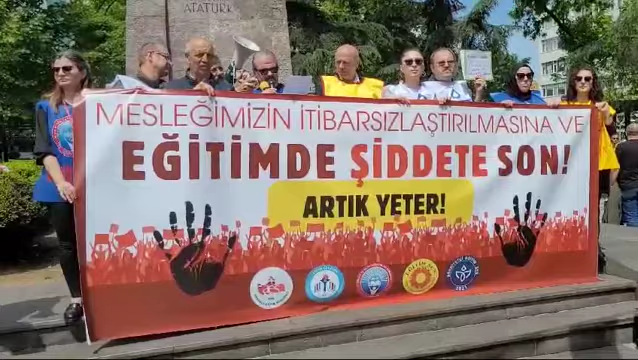 ATATÜRK
MESLEĞİMİZİN İTİBARSIZLAŞTIRILMASINA VE
EĞİTİMDE ŞİDDETE SON!
ARTIK YETER!